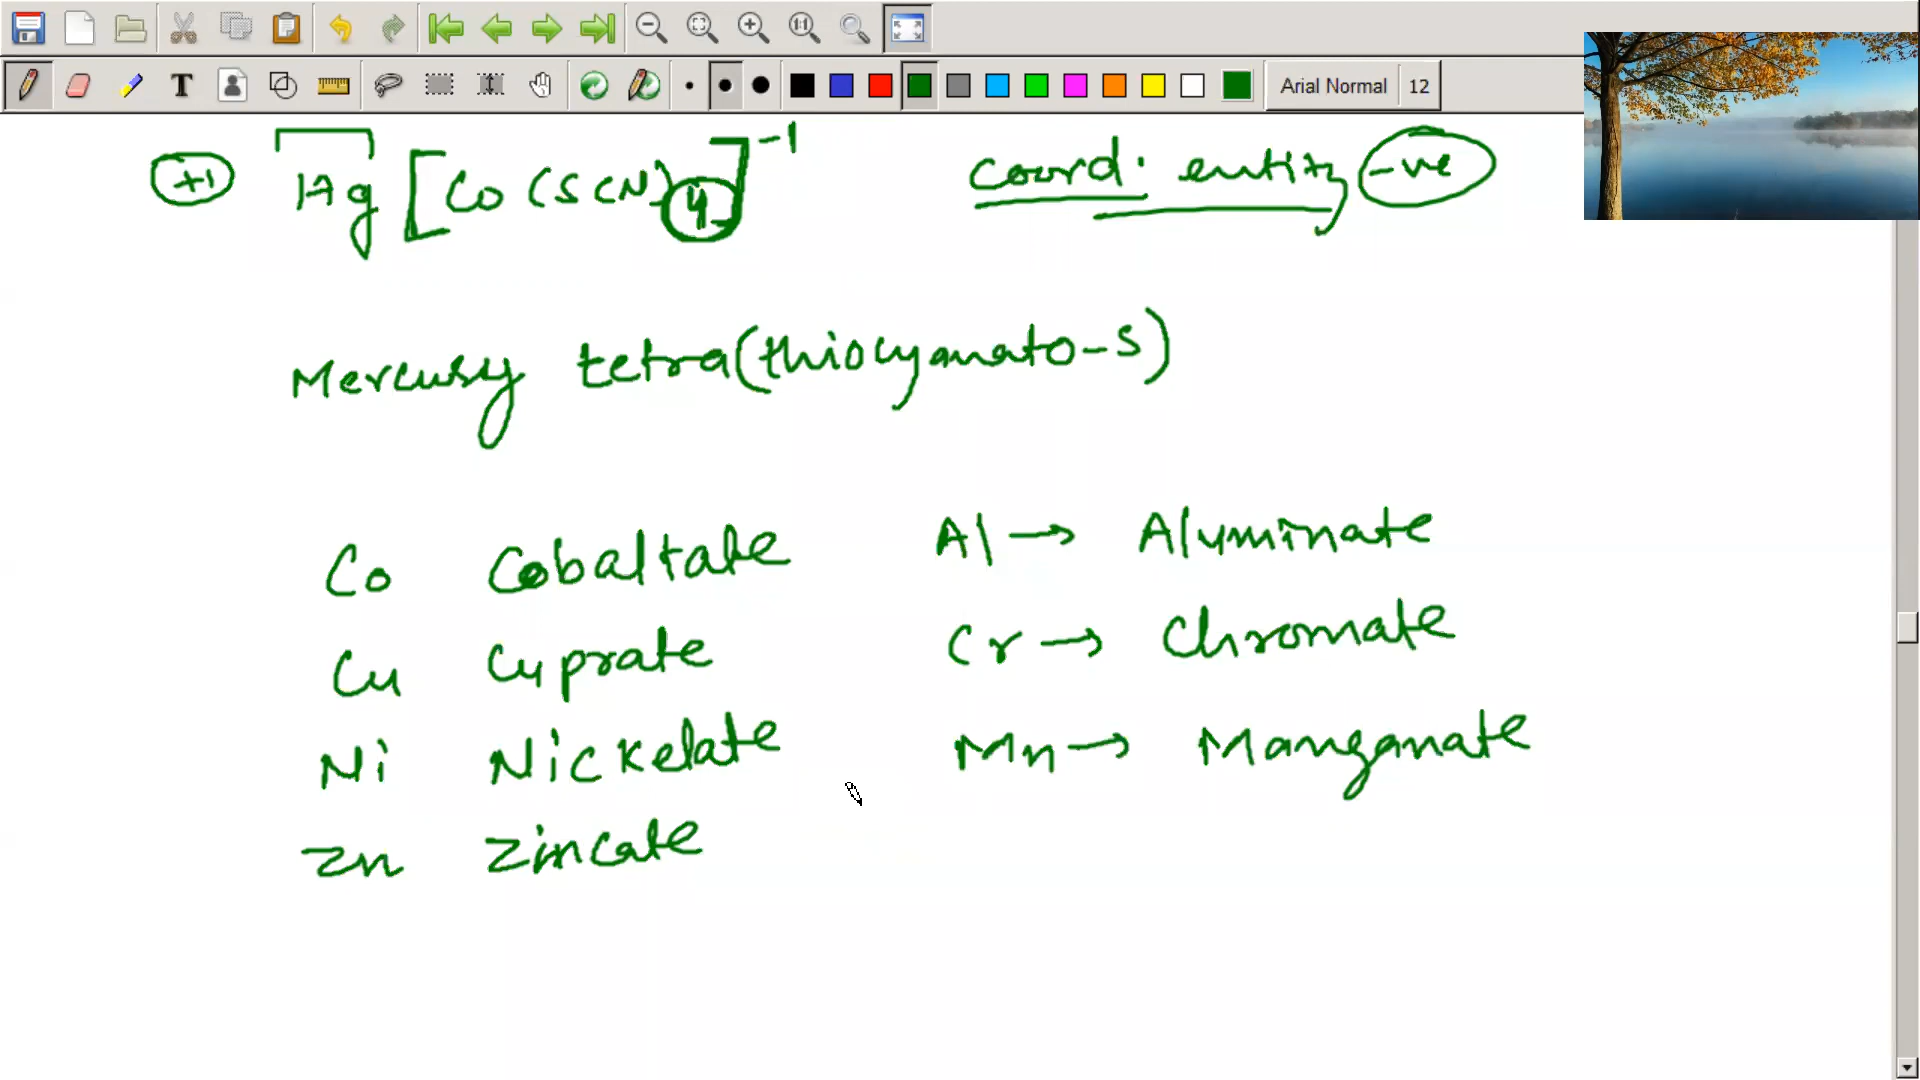 Arial Normal 12
+1 Hg [Co (SCN)4]-1 coord. entity -ve
Mercury tetra(thiocyanato-S)
Co Cobaltate Al → Aluminate
Cu Cuprate Cr → Chromate
Ni Nickelate Mn → Manganate
Zn Zincate